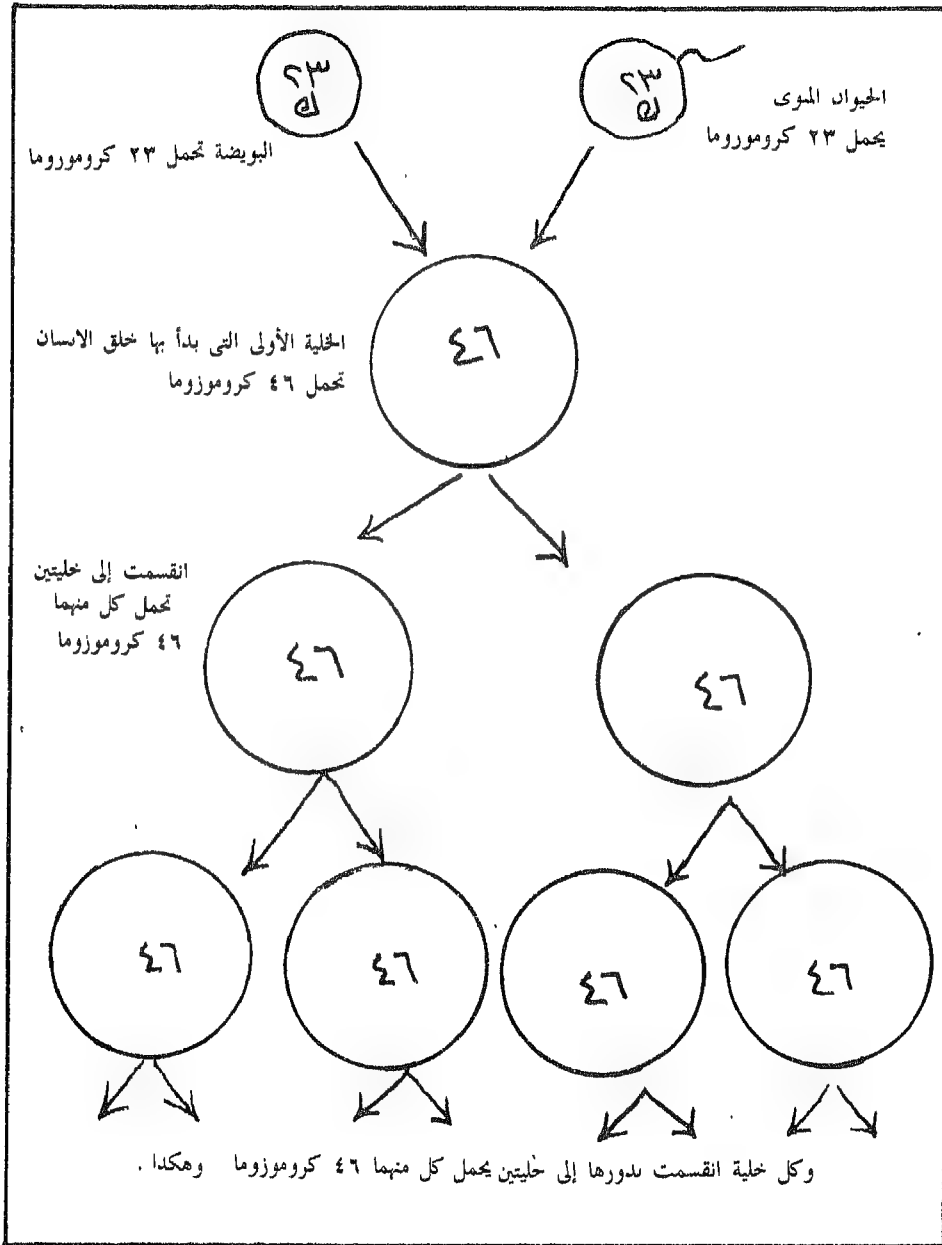 ٢٣
ك
٢٣
ك
الحيوان المنوى
يحمل ٢٣ كروموروما
البويضة تحمل ٢٣ كروموروما
٤٦
الخلية الأولى التى بدأ بها خلق الانسان
تحمل ٤٦ كروموزوما
انقسمت إلى خليتين
تحمل كل منهما
٤٦ كروموزوما
٤٦
٤٦
٤٦
٤٦
٤٦
٤٦
وكل خلية انقسمت بدورها إلى خليتين يحمل كل منهما ٤٦ كروموزوما وهكدا .